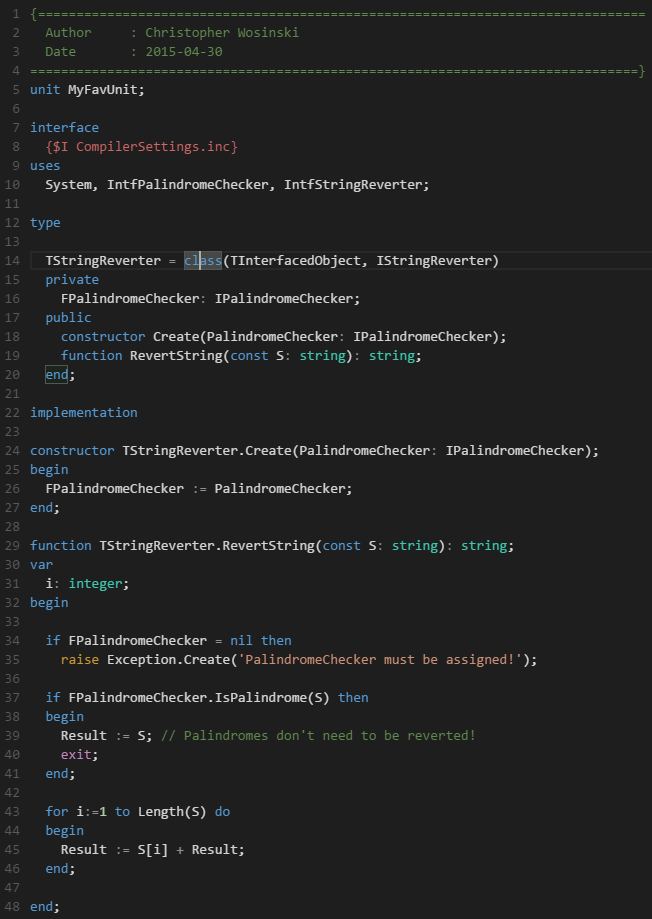 1 {===============================================================================
2   Author     : Christopher Wosinski
3   Date       : 2015-04-30
4 ===============================================================================}
5 unit MyFavUnit;
6
7 interface
8   {$I CompilerSettings.inc}
9 uses
10   System, IntfPalindromeChecker, IntfStringReverter;
11
12 type
13
14   TStringReverter = class(TInterfacedObject, IStringReverter)
15   private
16     FPalindromeChecker: IPalindromeChecker;
17   public
18     constructor Create(PalindromeChecker: IPalindromeChecker);
19     function RevertString(const S: string): string;
20   end;
21
22 implementation
23
24 constructor TStringReverter.Create(PalindromeChecker: IPalindromeChecker);
25 begin
26   FPalindromeChecker := PalindromeChecker;
27 end;
28
29 function TStringReverter.RevertString(const S: string): string;
30 var
31   i: integer;
32 begin
33
34   if FPalindromeChecker = nil then
35     raise Exception.Create('PalindromeChecker must be assigned!');
36
37   if FPalindromeChecker.IsPalindrome(S) then
38   begin
39     Result := S; // Palindromes don't need to be reverted!
40     exit;
41   end;
42
43   for i:=1 to Length(S) do
44   begin
45     Result := S[i] + Result;
46   end;
47
48 end;